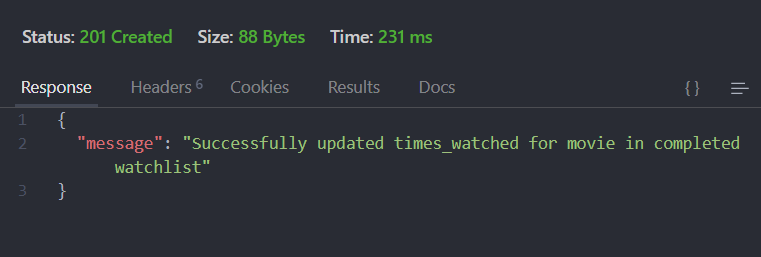 Status: 201 Created Size: 88 Bytes Time: 231 ms
Response Headers 6 Cookies Results Docs {}
1 {
2 "message": "Successfully updated times_watched for movie in completed
watchlist"
3 }